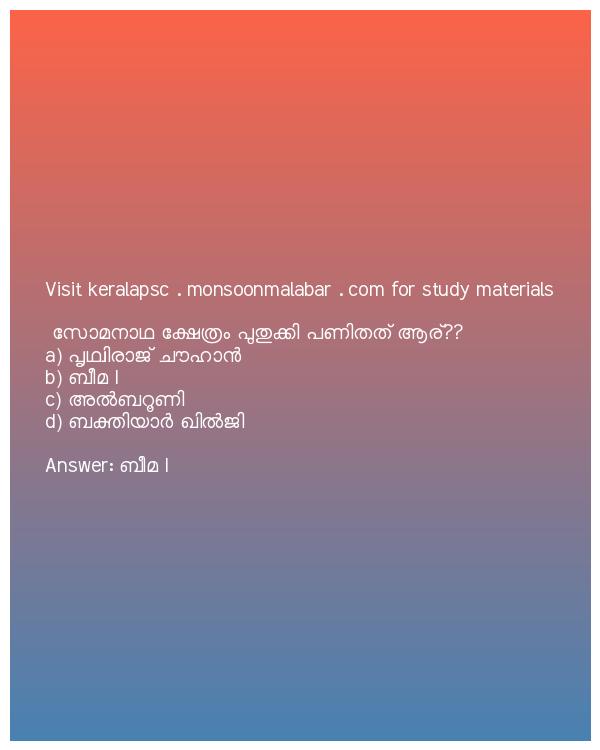 Visit keralapsc . monsoonmalabar . com for study materials
സോമനാഥ ക്ഷേത്രം പുതുക്കി പണിതത് ആര്??
a) പൃഥ്വിരാജ് ചൗഹാൻ
b) ബീമ I
c) അൽബറൂണി
d) ബക്തിയാർ ഖിൽജി
Answer: ബീമ I